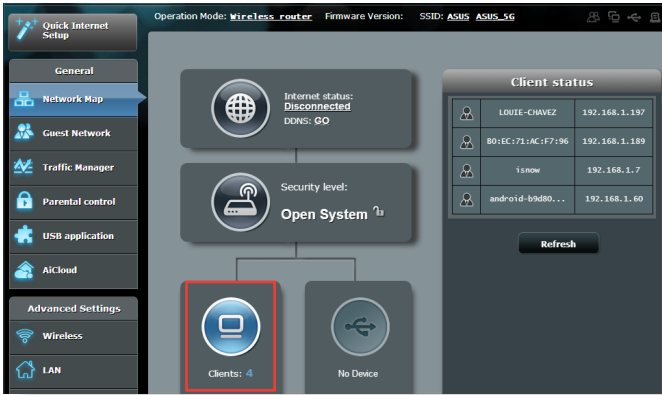 Quick Internet
Setup
Operation Mode: Wireless router Firmware Version: SSID: ASUS ASUS_5G
General
Network Map
Guest Network
Traffic Manager
Parental control
USB application
AiCloud
Advanced Settings
Wireless
LAN
Internet status:
Disconnected
DDNS: GO
Security level:
Open System
Clients: 4
No Device
Client status
LOUIE-CHAVEZ 192.168.1.197
B0:EC:71:AC:F7:96 192.168.1.189
isnow 192.168.1.7
android-b9d80... 192.168.1.60
Refresh